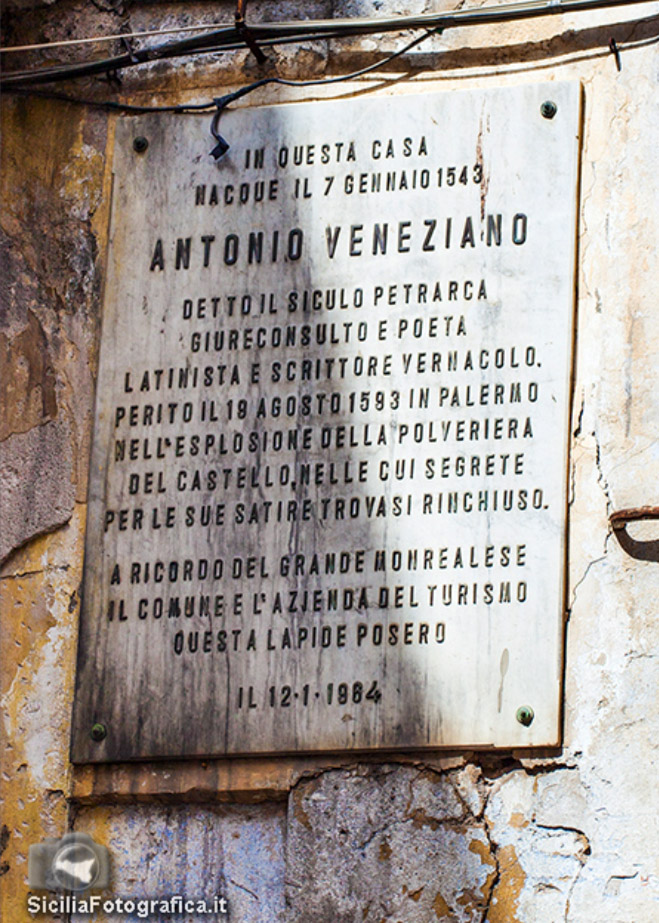 IN QUESTA CASA
NACQUE IL 7 GENNAIO 1543
ANTONIO VENEZIANO
DETTO IL SICULO PETRARCA
GIURECONSULTO E POETA
LATINISTA E SCRITTORE VERNACOLO.
PERITO IL 19 AGOSTO 1593 IN PALERMO
NELL'ESPLOSIONE DELLA POLVERIERA
DEL CASTELLO, NELLE CUI SEGRETE
PER LE SUE SATIRE TROVASI RINCHIUSO.
A RICORDO DEL GRANDE MONREALESE
IL COMUNE E L'AZIENDA DEL TURISMO
QUESTA LAPIDE POSERO
IL 12·1·1964
SiciliaFotografica.it